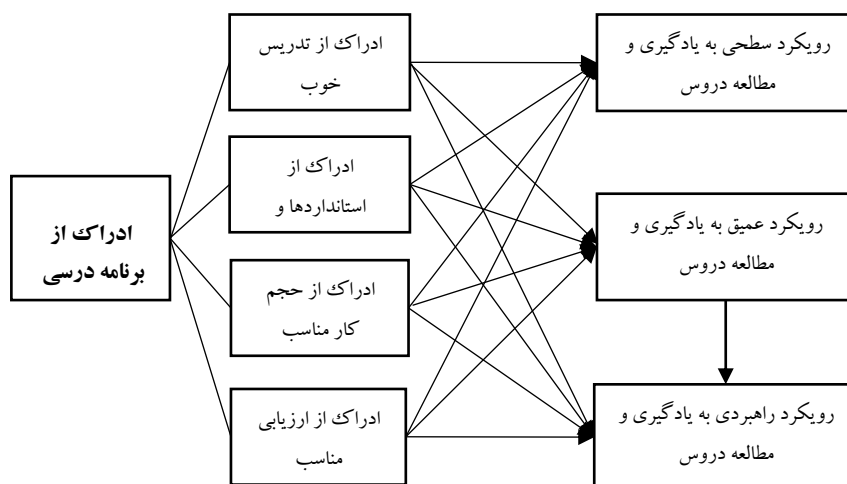 ادراک از
برنامه درسی
ادراک از تدریس
خوب
ادراک از
استانداردها و
ادراک از حجم
کار مناسب
ادراک از ارزیابی
مناسب
رویکرد سطحی به یادگیری و
مطالعه دروس
رویکرد عمیق به یادگیری و
مطالعه دروس
رویکرد راهبردی به یادگیری و
مطالعه دروس